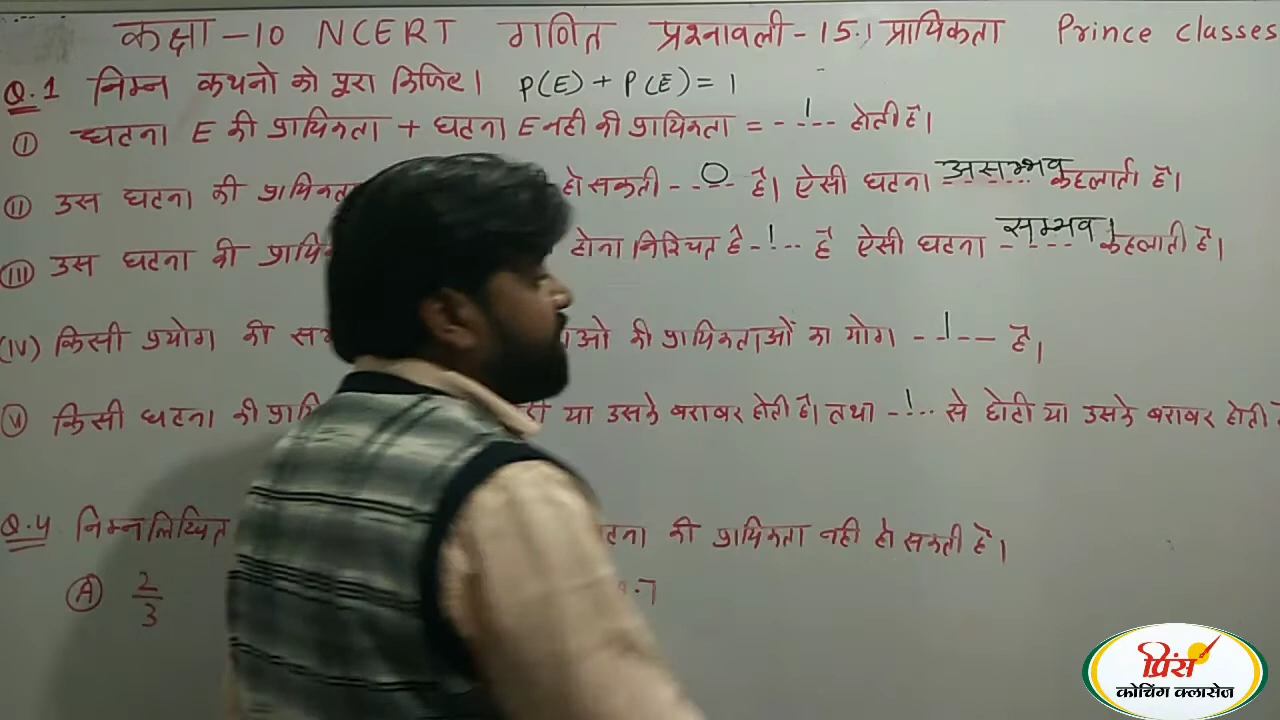 कक्षा -10 NCERT गणित प्रश्नावली - 15.1 प्रायिकता Prince classes
Q.1 निम्न कथनो को पूरा किजिए। P(E) + P(E̅) = 1
(I) घटना E की प्रायिकता + घटना E नही की प्रायिकता = - -1- - होती है।
(II) उस घटना की प्रायिकता हो सकती - -0- - है। ऐसी घटना असम्भव कहलाती है।
(III) उस घटना की होना निश्चित है - 1 - - है ऐसी घटना सम्भव। कहलाती है।
(IV) किसी प्रयोग की की प्रायिकताओं का योग - -1- - है।
(V) किसी घटना की या उसके बराबर होती है। तथा - 1 - - से छोटी या उसके बराबर होती
Q.4 निम्नलिखित की प्रायिकता नही हो सकती है।
(A) 2/3 .7
प्रिंस
कोचिंग क्लासेज